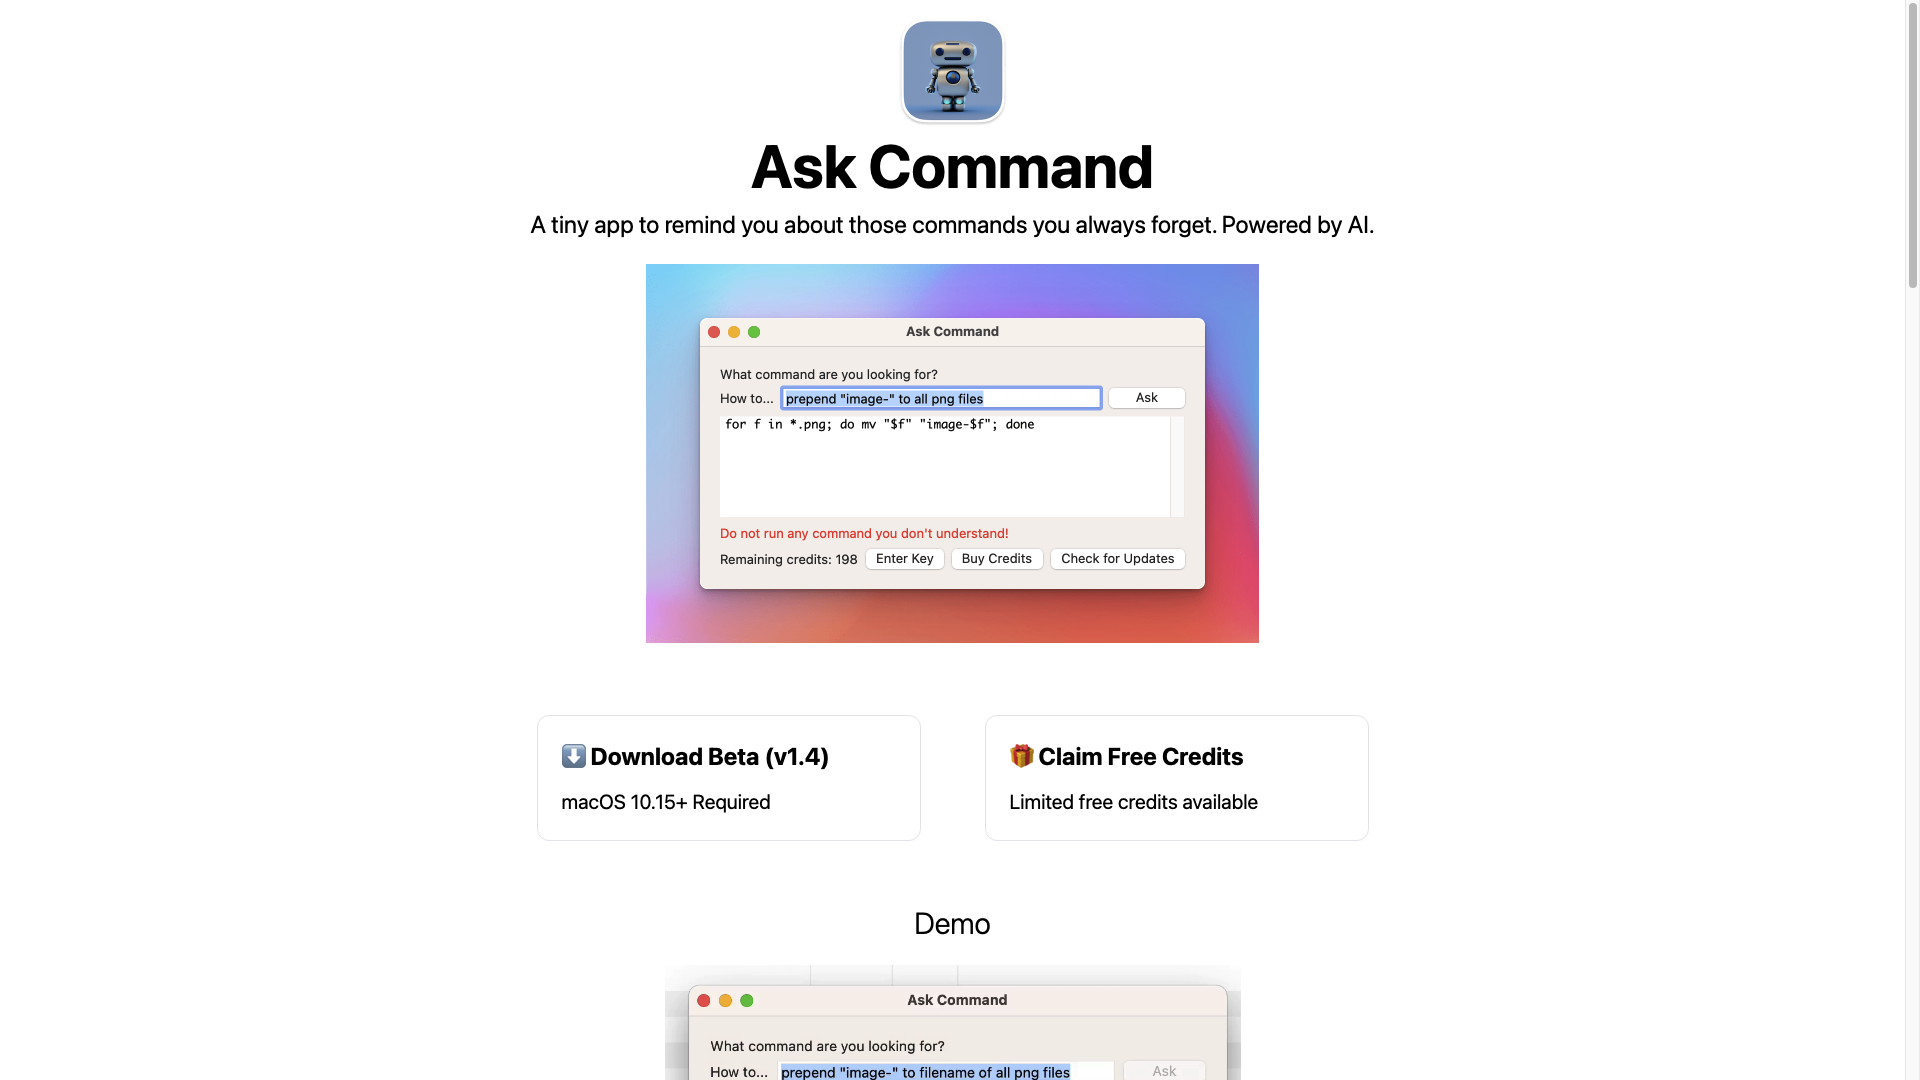 Ask Command
A tiny app to remind you about those commands you always forget. Powered by AI.
Ask Command
What command are you looking for?
How to... prepend "image-" to all png files Ask
for f in *.png; do mv "$f" "image-$f"; done
Do not run any command you don't understand!
Remaining credits: 198 Enter Key Buy Credits Check for Updates
⬇️ Download Beta (v1.4)
macOS 10.15+ Required
🎁 Claim Free Credits
Limited free credits available
Demo
Ask Command
What command are you looking for?
How to... prepend "image-" to filename of all png files Ask